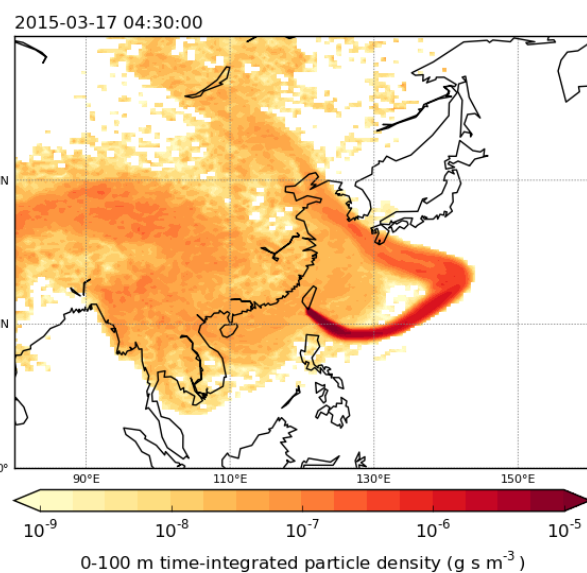 2015-03-17 04:30:00
N
N
0°
90°E 110°E 130°E 150°E
10⁻⁹ 10⁻⁸ 10⁻⁷ 10⁻⁶ 10⁻⁵
0-100 m time-integrated particle density (g s m⁻³ )